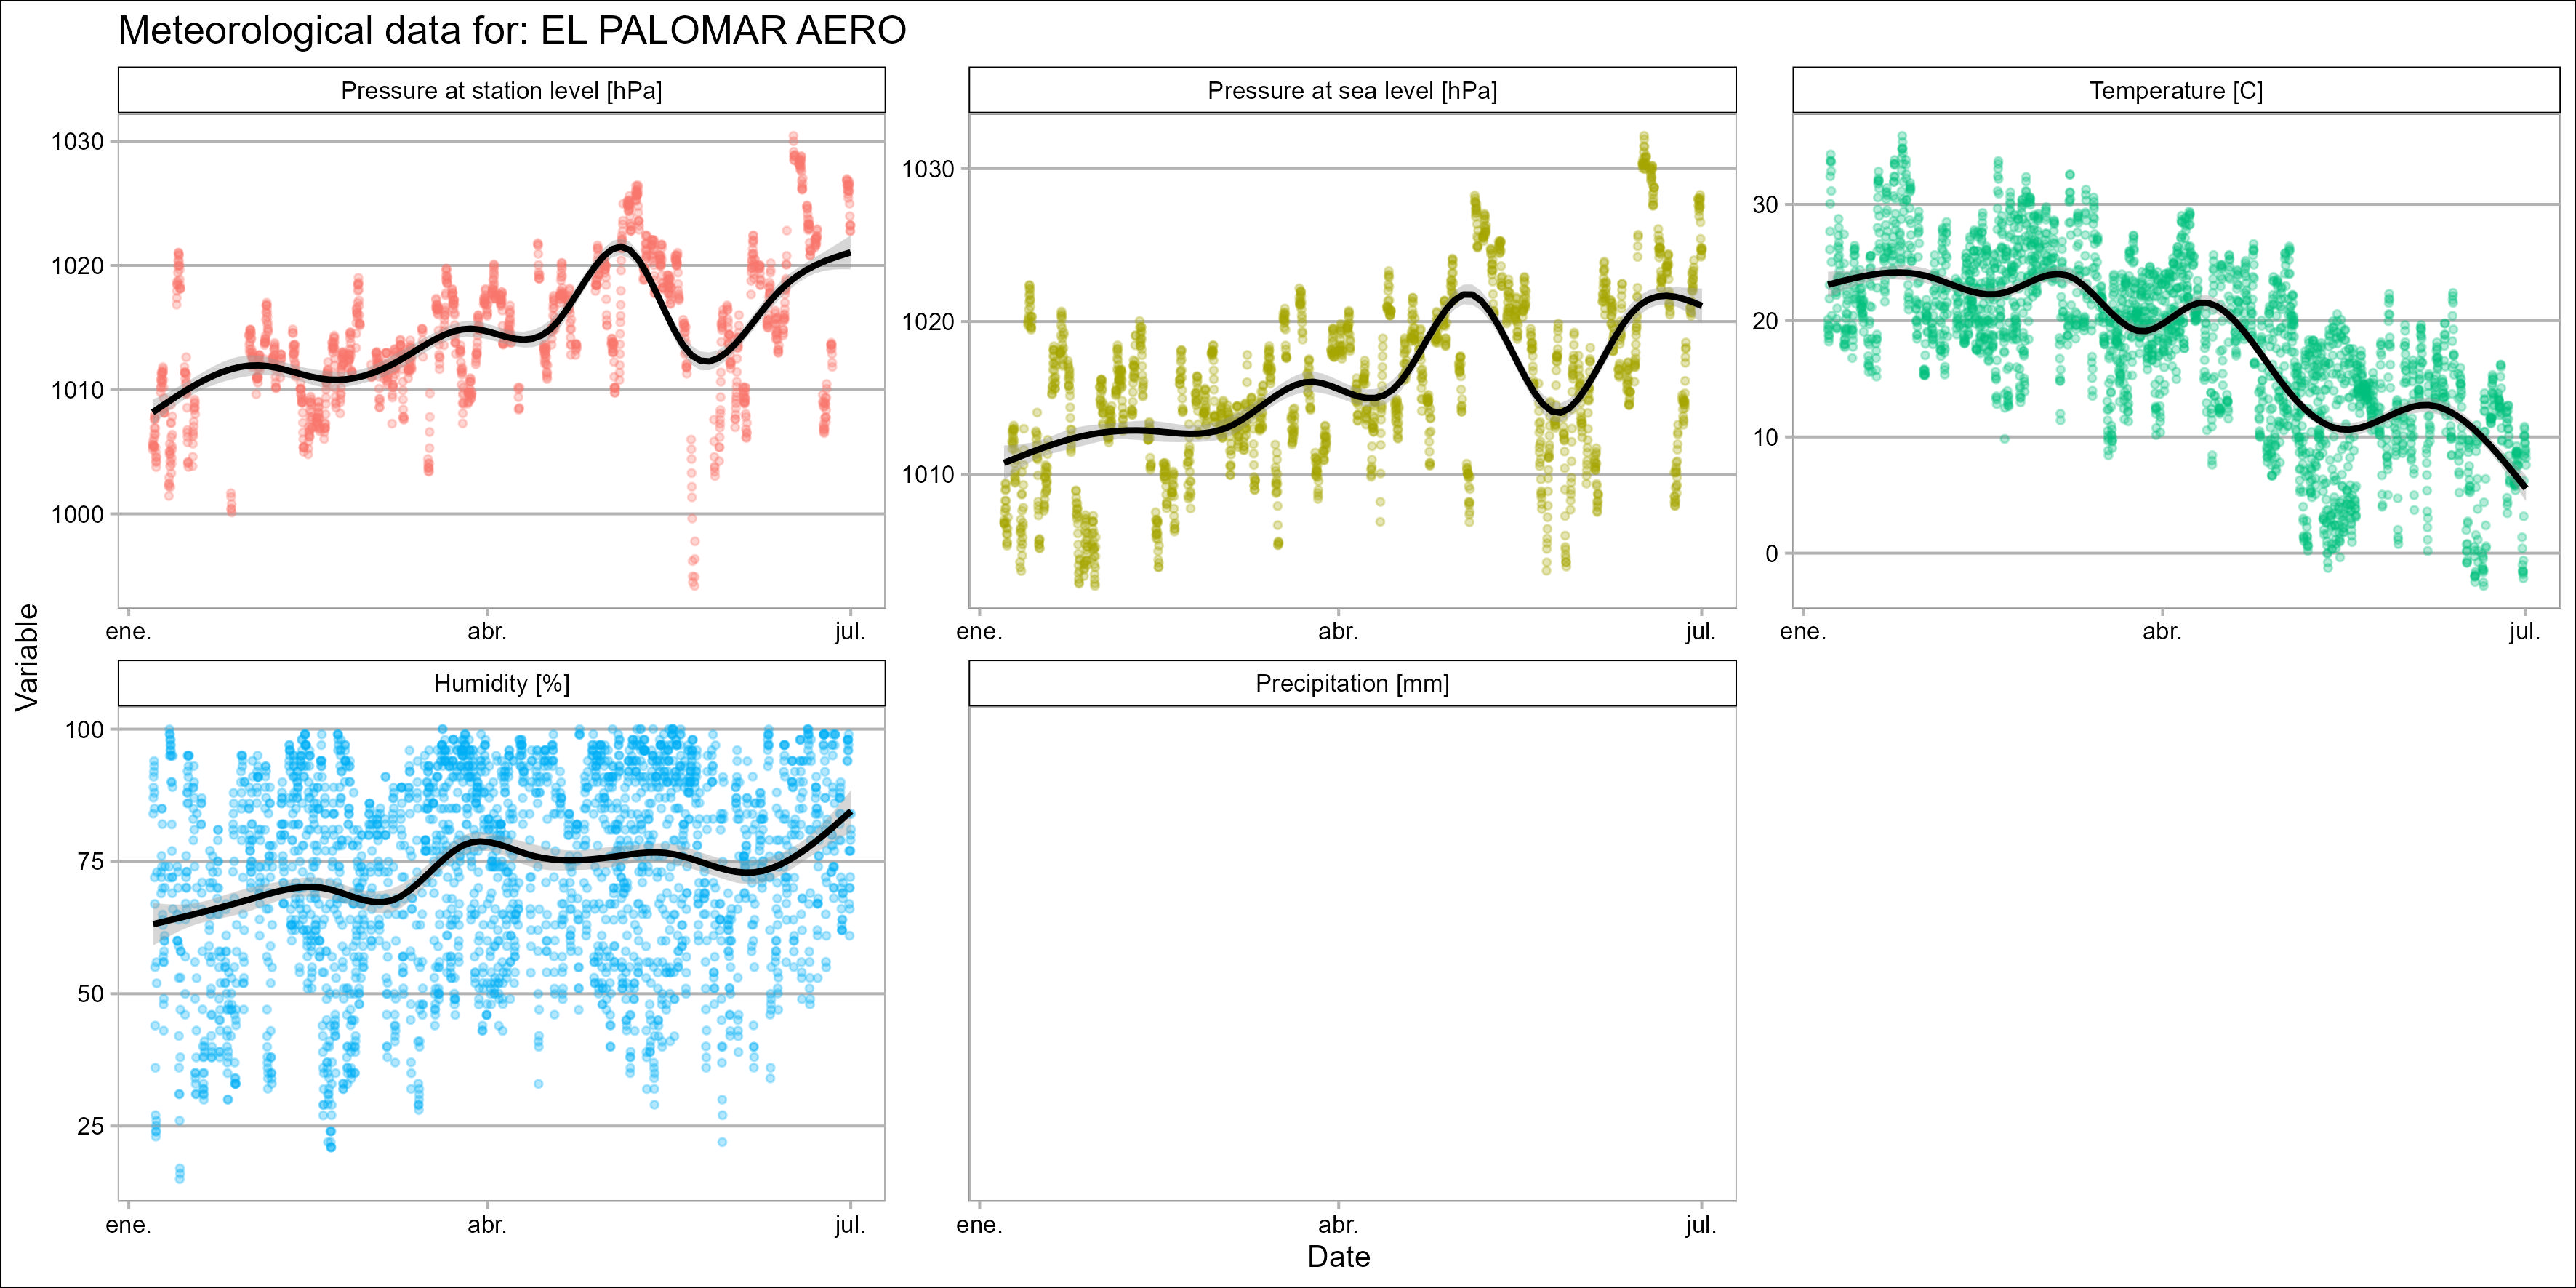 Meteorological data for: EL PALOMAR AERO
Pressure at station level [hPa]
Pressure at sea level [hPa]
Temperature [C]
1030
1020
1010
1000
1030
1020
1010
30
20
10
0
ene. abr. jul.
ene. abr. jul.
ene. abr. jul.
Variable
Humidity [%]
Precipitation [mm]
100
75
50
25
ene. abr. jul.
ene. abr. jul.
Date